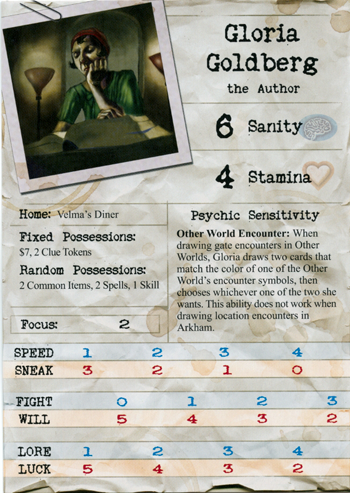 Gloria
Goldberg
the Author
6 Sanity
4 Stamina
Home: Velma's Diner
Fixed Possessions:
$7, 2 Clue Tokens
Random Possessions:
2 Common Items, 2 Spells, 1 Skill
Focus: 2
Psychic Sensitivity
Other World Encounter: When
drawing gate encounters in Other
Worlds, Gloria draws two cards that
match the color of one of the Other
World's encounter symbols, then
chooses whichever one of the two she
wants. This ability does not work when
drawing location encounters in
Arkham.
SPEED 1 2 3 4
SNEAK 3 2 1 0
FIGHT 0 1 2 3
WILL 5 4 3 2
LORE 1 2 3 4
LUCK 5 4 3 2